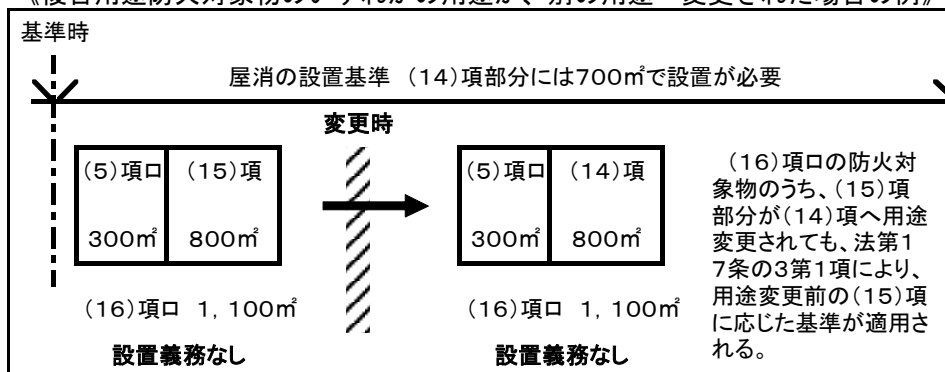 《複合用途防火対象物のいずれかの用途が、別の用途へ変更された場合の例》
基準時
屋消の設置基準 (14)項部分には700㎡で設置が必要
変更時
(5)項ロ (15)項
300㎡ 800㎡
(16)項ロ 1,100㎡
設置義務なし
(5)項ロ (14)項
300㎡ 800㎡
(16)項ロ 1,100㎡
設置義務なし
(16)項ロの防火対
象物のうち、(15)項
部分が(14)項へ用途
変更されても、法第1
7条の3第1項により、
用途変更前の(15)項
に応じた基準が適用さ
れる。